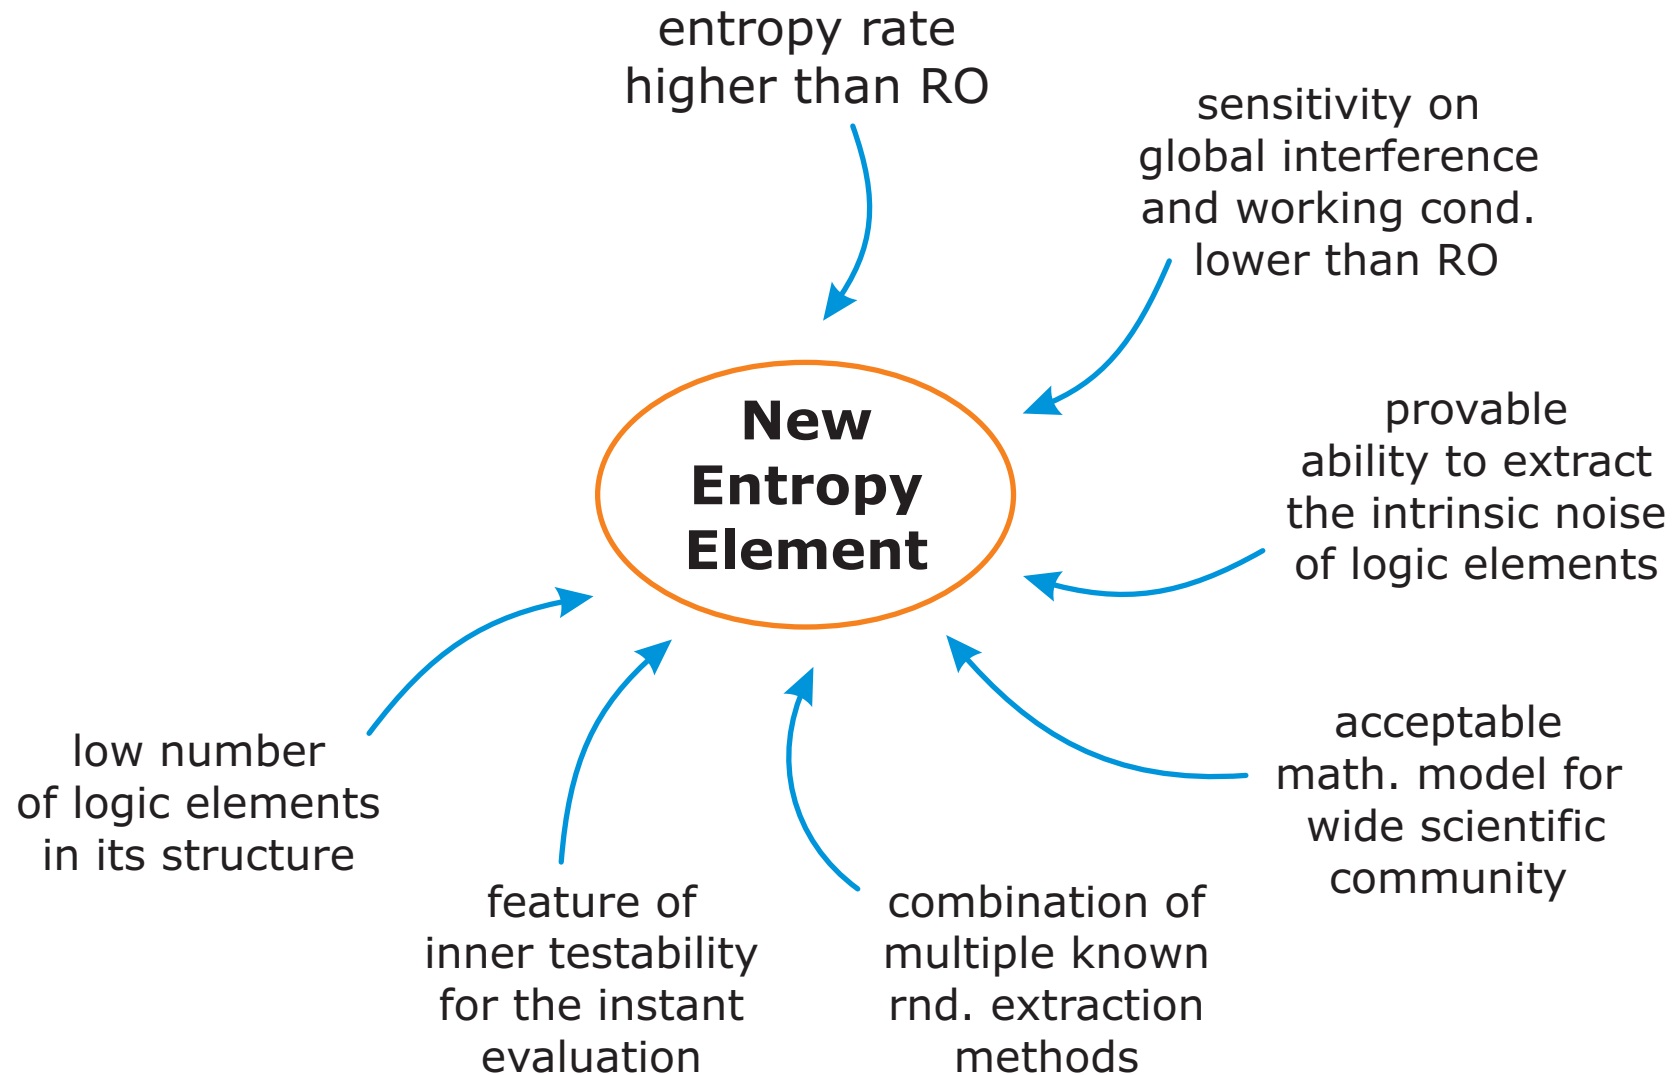 entropy rate
higher than RO
sensitivity on
global interference
and working cond.
lower than RO
New
Entropy
Element
provable
ability to extract
the intrinsic noise
of logic elements
acceptable
math. model for
wide scientific
community
low number
of logic elements
in its structure
feature of
inner testability
for the instant
evaluation
combination of
multiple known
rnd. extraction
methods